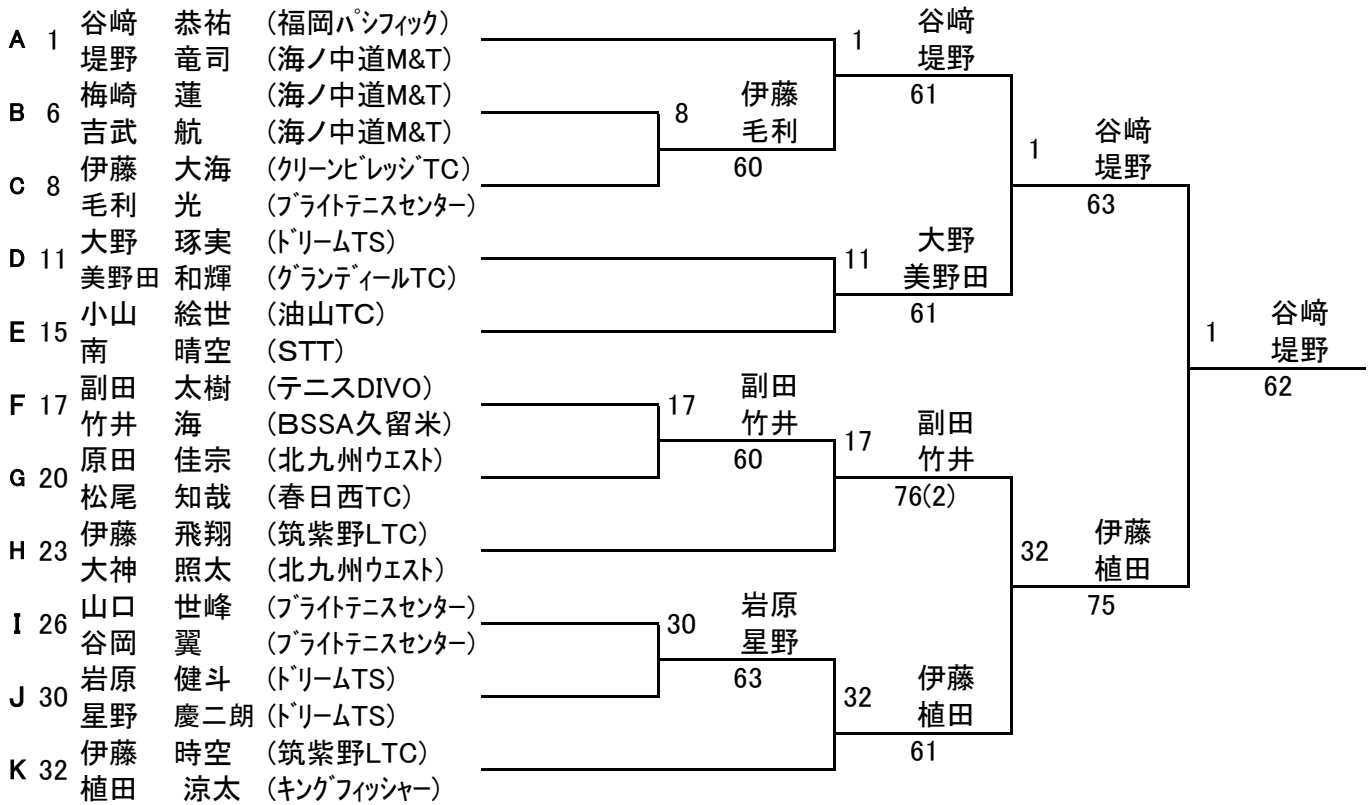 谷﨑 恭祐 (福岡パシフィック)
A 1
堤野 竜司 (海ノ中道M&T)
梅崎 蓮 (海ノ中道M&T)
B 6
吉武 航 (海ノ中道M&T)
伊藤 大海 (クリーンビレッジTC)
C 8
毛利 光 (ブライトテニスセンター)
大野 琢実 (ドリームTS)
D 11
美野田 和輝 (グランディールTC)
小山 絵世 (油山TC)
E 15
南 晴空 (STT)
副田 太樹 (テニスDIVO)
F 17
竹井 海 (BSSA久留米)
原田 佳宗 (北九州ウエスト)
G 20
松尾 知哉 (春日西TC)
伊藤 飛翔 (筑紫野LTC)
H 23
大神 照太 (北九州ウエスト)
山口 世峰 (ブライトテニスセンター)
I 26
谷岡 翼 (ブライトテニスセンター)
岩原 健斗 (ドリームTS)
J 30
星野 慶二朗 (ドリームTS)
伊藤 時空 (筑紫野LTC)
K 32
植田 涼太 (キングフィッシャー)
8 伊藤
毛利
60
17 副田
竹井
60
30 岩原
星野
63
1 谷﨑
堤野
61
11 大野
美野田
61
17 副田
竹井
76(2)
32 伊藤
植田
61
1 谷﨑
堤野
63
32 伊藤
植田
75
1 谷﨑
堤野
62